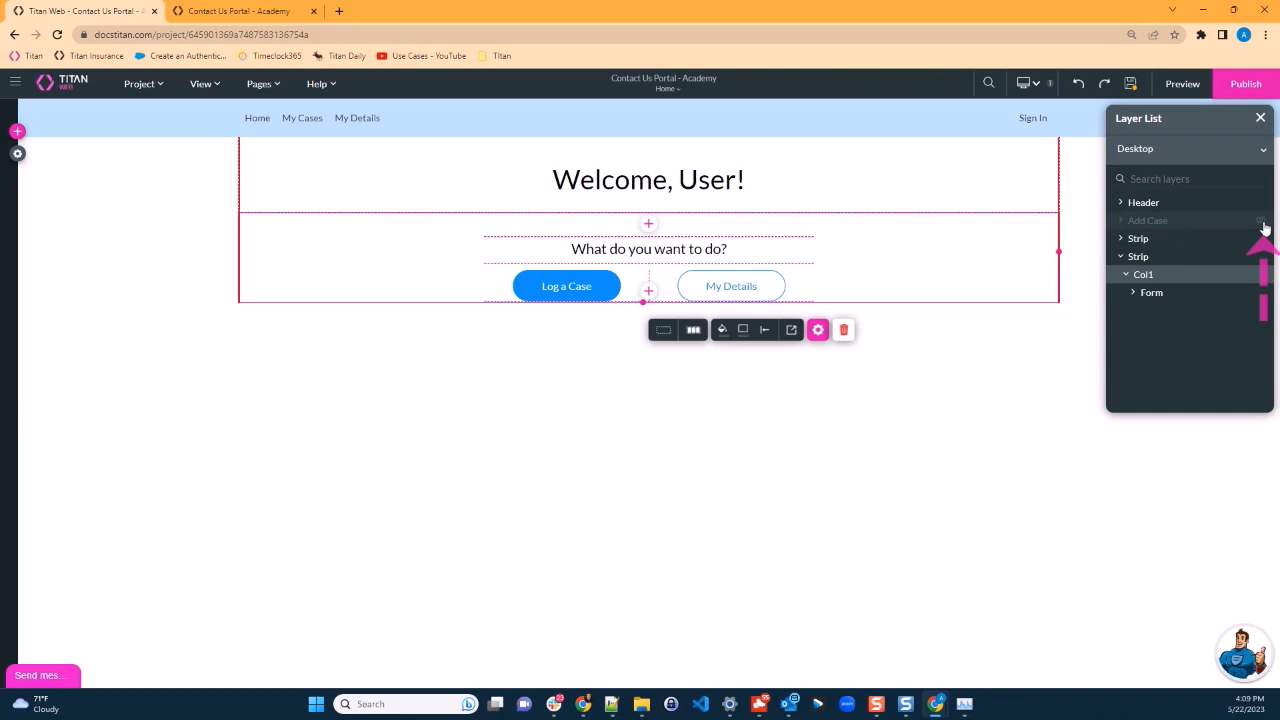 Titan Web - Contact Us Portal - A
Contact Us Portal - Academy
docstitan.com/project/645901369a7487583136754a
Titan
Titan Insurance
Create an Authentic...
Timeclock365
Titan Daily
Use Cases - YouTube
TItan
A
TITAN
WEB
Project
View
Pages
Help
Contact Us Portal - Academy
Home
Preview
Publish
Home
My Cases
My Details
Sign In
Layer List
Desktop
Search layers
Header
Add Case
Strip
Strip
Col1
Form
Welcome, User!
What do you want to do?
Log a Case
My Details
Send mes...
71°F
Cloudy
Search
4:09 PM
5/22/2023